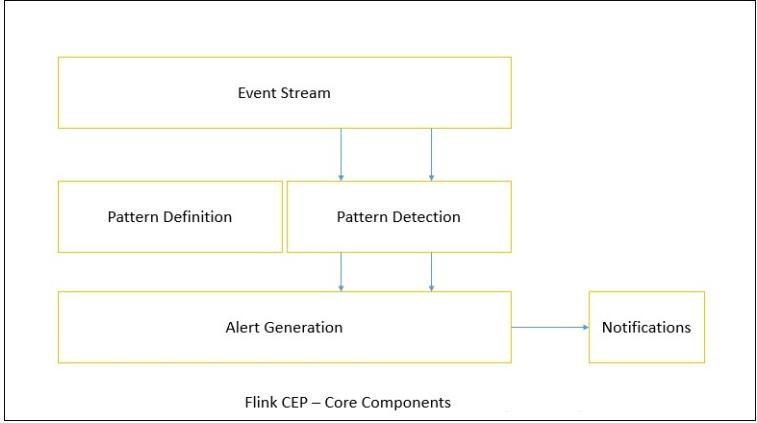 Event Stream
Pattern Definition
Pattern Detection
Alert Generation
Notifications
Flink CEP – Core Components